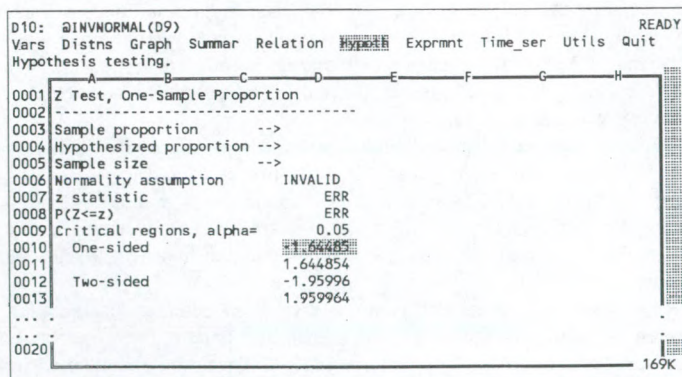 D10: @INVNORMAL(D9) READY
Vars Distns Graph Summar Relation Hypoth Exprmnt Time_ser Utils Quit
Hypothesis testing.
A B C D E F G H
0001 Z Test, One-Sample Proportion
0002 ------------------------------------
0003 Sample proportion -->
0004 Hypothesized proportion -->
0005 Sample size -->
0006 Normality assumption INVALID
0007 z statistic ERR
0008 P(Z<=z) ERR
0009 Critical regions, alpha= 0.05
0010 One-sided -1.64485
0011 1.644854
0012 Two-sided -1.95996
0013 1.959964
....
....
0020
169K